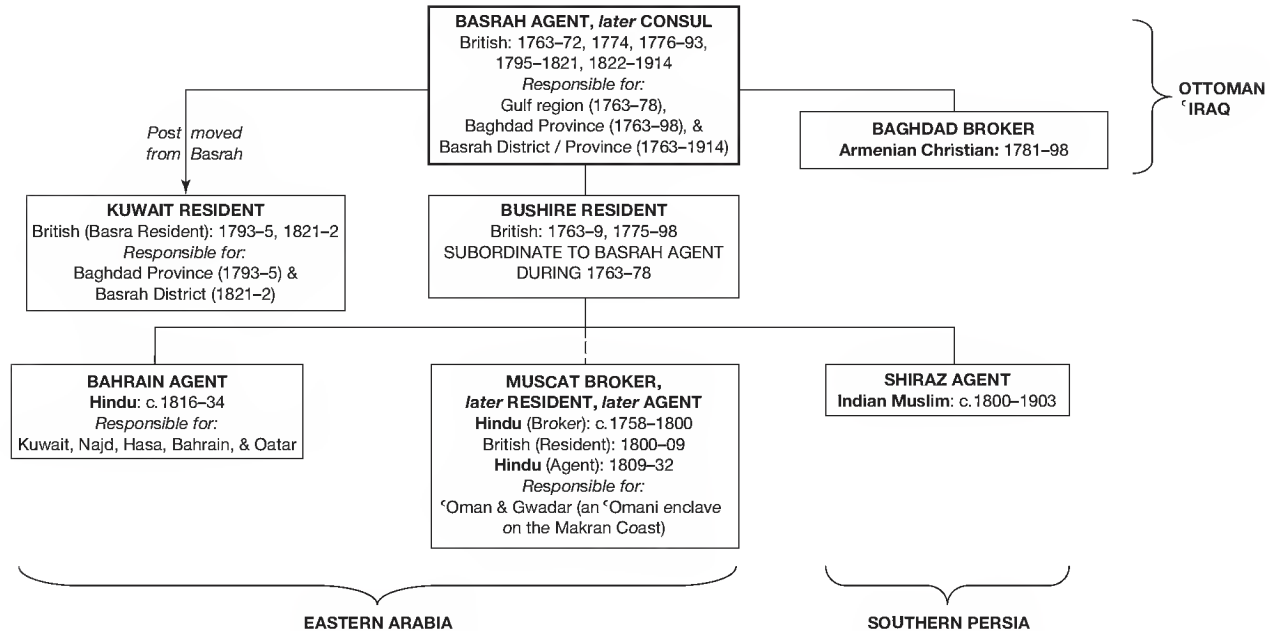 BASRAH AGENT, later CONSUL
British: 1763–72, 1774, 1776–93,
1795–1821, 1822–1914
Responsible for:
Gulf region (1763–78),
Baghdad Province (1763–98), &
Basrah District / Province (1763–1914)
OTTOMAN
ʿIRAQ
BAGHDAD BROKER
Armenian Christian: 1781–98
Post moved
from Basrah
KUWAIT RESIDENT
British (Basra Resident): 1793–5, 1821–2
Responsible for:
Baghdad Province (1793–5) &
Basrah District (1821–2)
BUSHIRE RESIDENT
British: 1763–9, 1775–98
SUBORDINATE TO BASRAH AGENT
DURING 1763–78
BAHRAIN AGENT
Hindu: c.1816–34
Responsible for:
Kuwait, Najd, Hasa, Bahrain, & Oatar
MUSCAT BROKER,
later RESIDENT, later AGENT
Hindu (Broker): c.1758–1800
British (Resident): 1800–09
Hindu (Agent): 1809–32
Responsible for:
ʿOman & Gwadar (an ʿOmani enclave
on the Makran Coast)
SHIRAZ AGENT
Indian Muslim: c.1800–1903
EASTERN ARABIA
SOUTHERN PERSIA